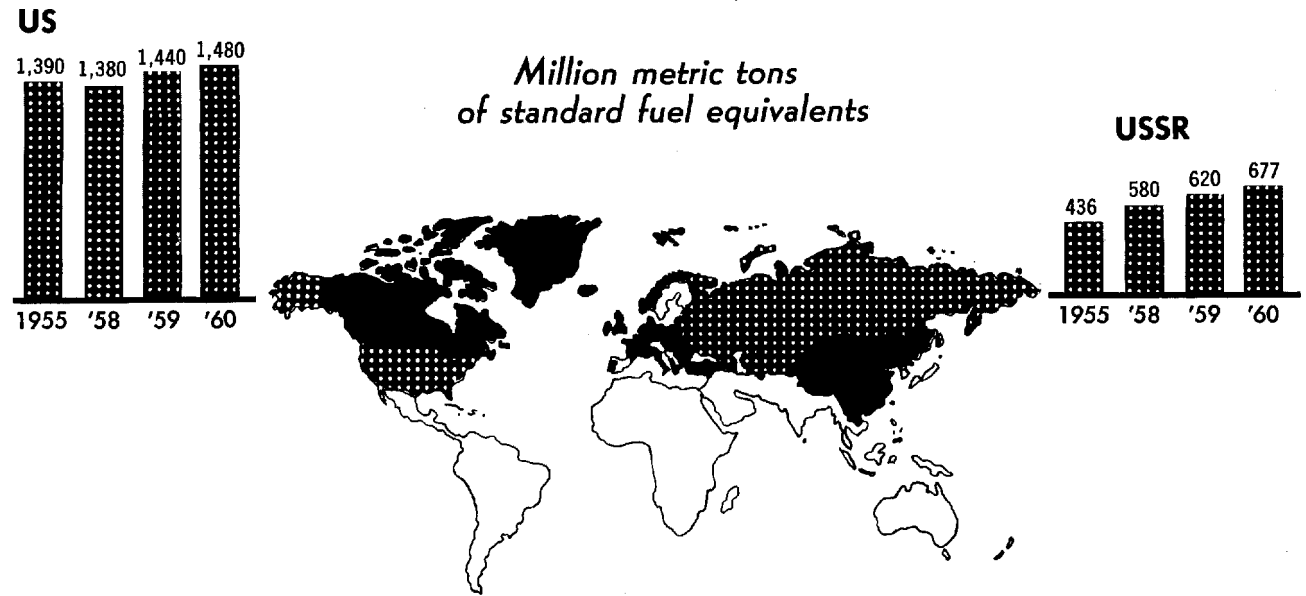 US
1,390 1,380 1,440 1,480
1955 '58 '59 '60
Million metric tons
of standard fuel equivalents
USSR
436 580 620 677
1955 '58 '59 '60